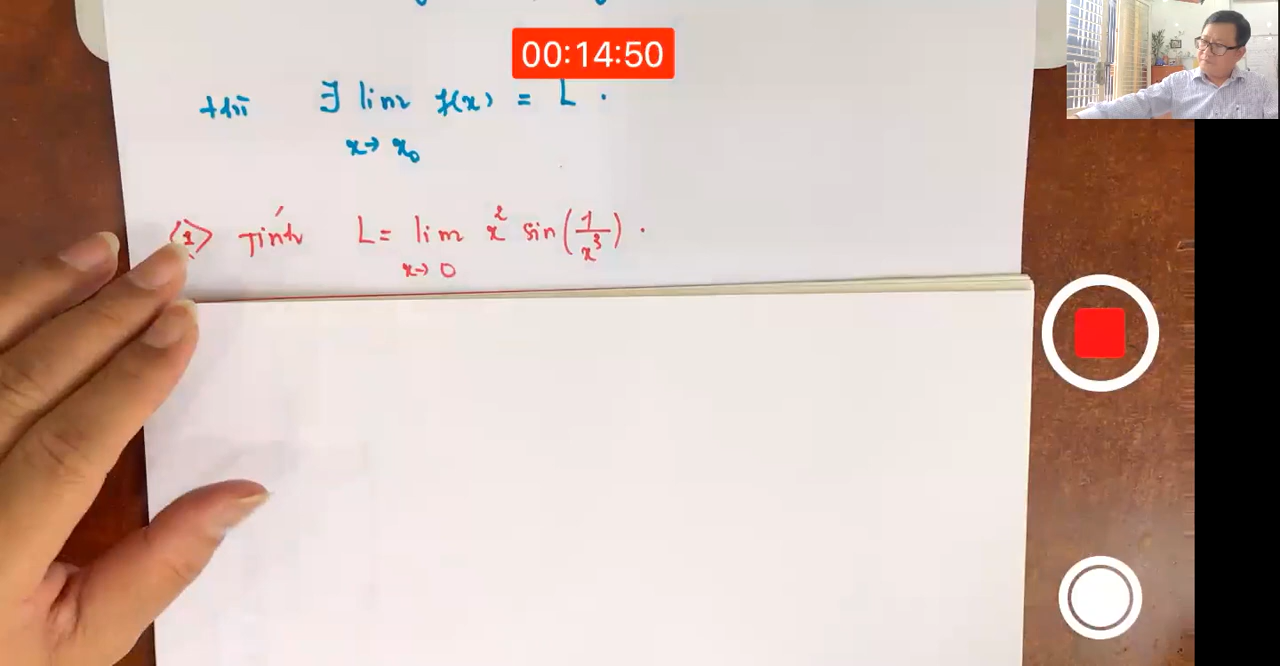 00:14:50
thì ∃ lim f(x) = L .
x→ x₀
⟨1⟩ Tính L = lim x² sin(1/x³) .
x→ 0